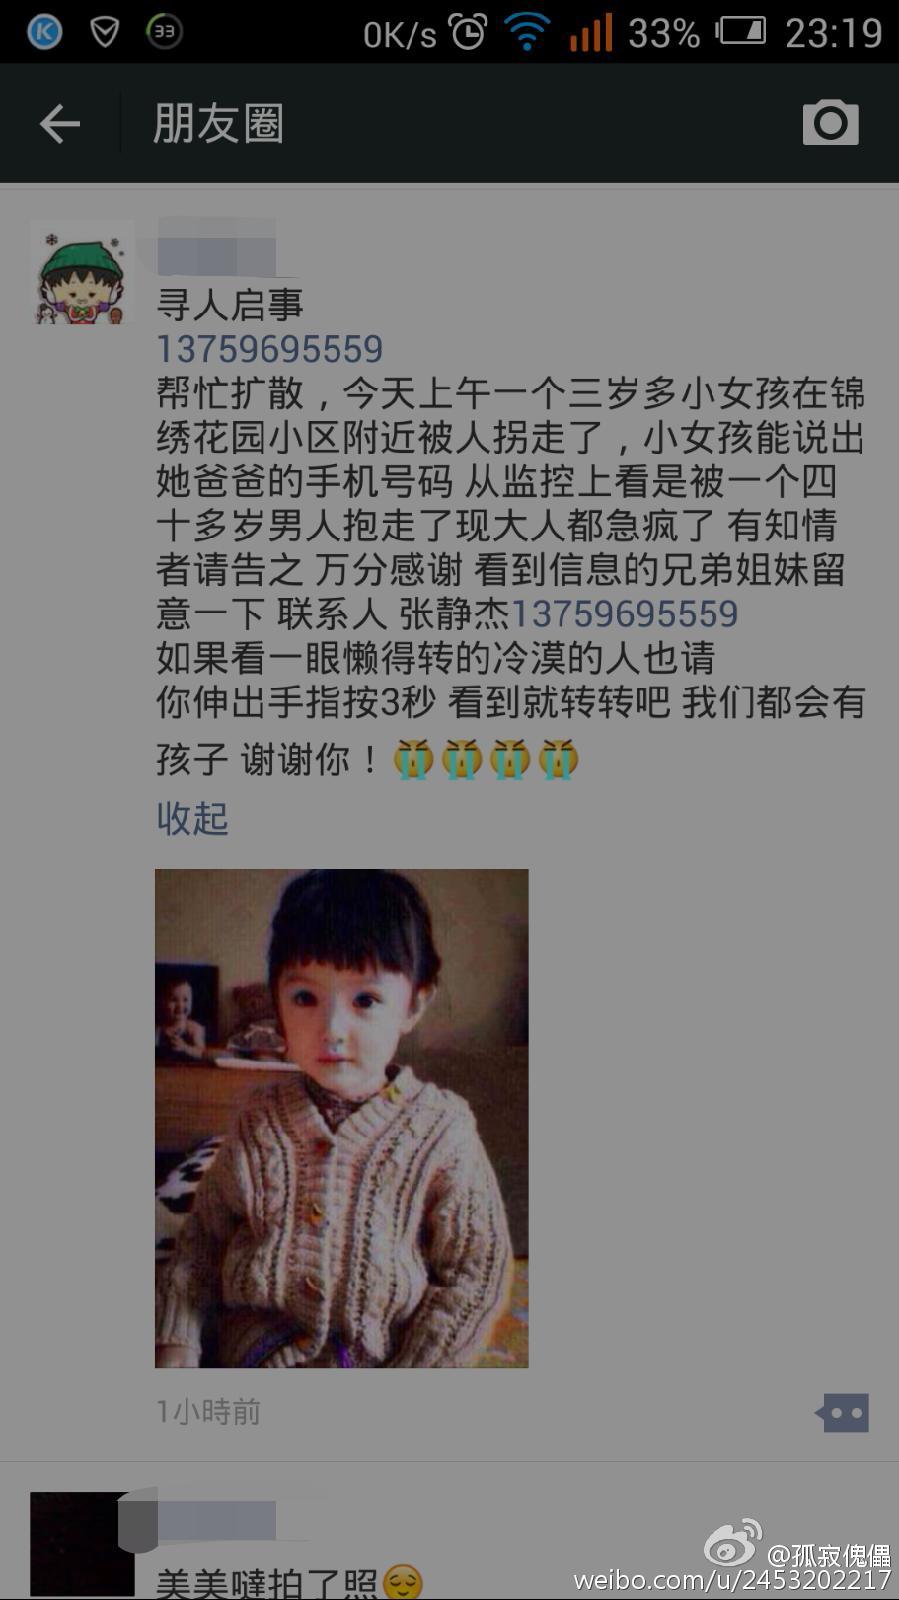 33 0K/s 33% 23:19
朋友圈
寻人启事
13759695559
帮忙扩散，今天上午一个三岁多小女孩在锦
绣花园小区附近被人拐走了，小女孩能说出
她爸爸的手机号码 从监控上看是被一个四
十多岁男人抱走了现大人都急疯了 有知情
者请告之 万分感谢 看到信息的兄弟姐妹留
意一下 联系人 张静杰13759695559
如果看一眼懒得转的冷漠的人也请
你伸出手指按3秒 看到就转转吧 我们都会有
孩子 谢谢你！
收起
1小時前
美美噠拍了照
@孤寂傀儡
weibo.com/u/2453202217